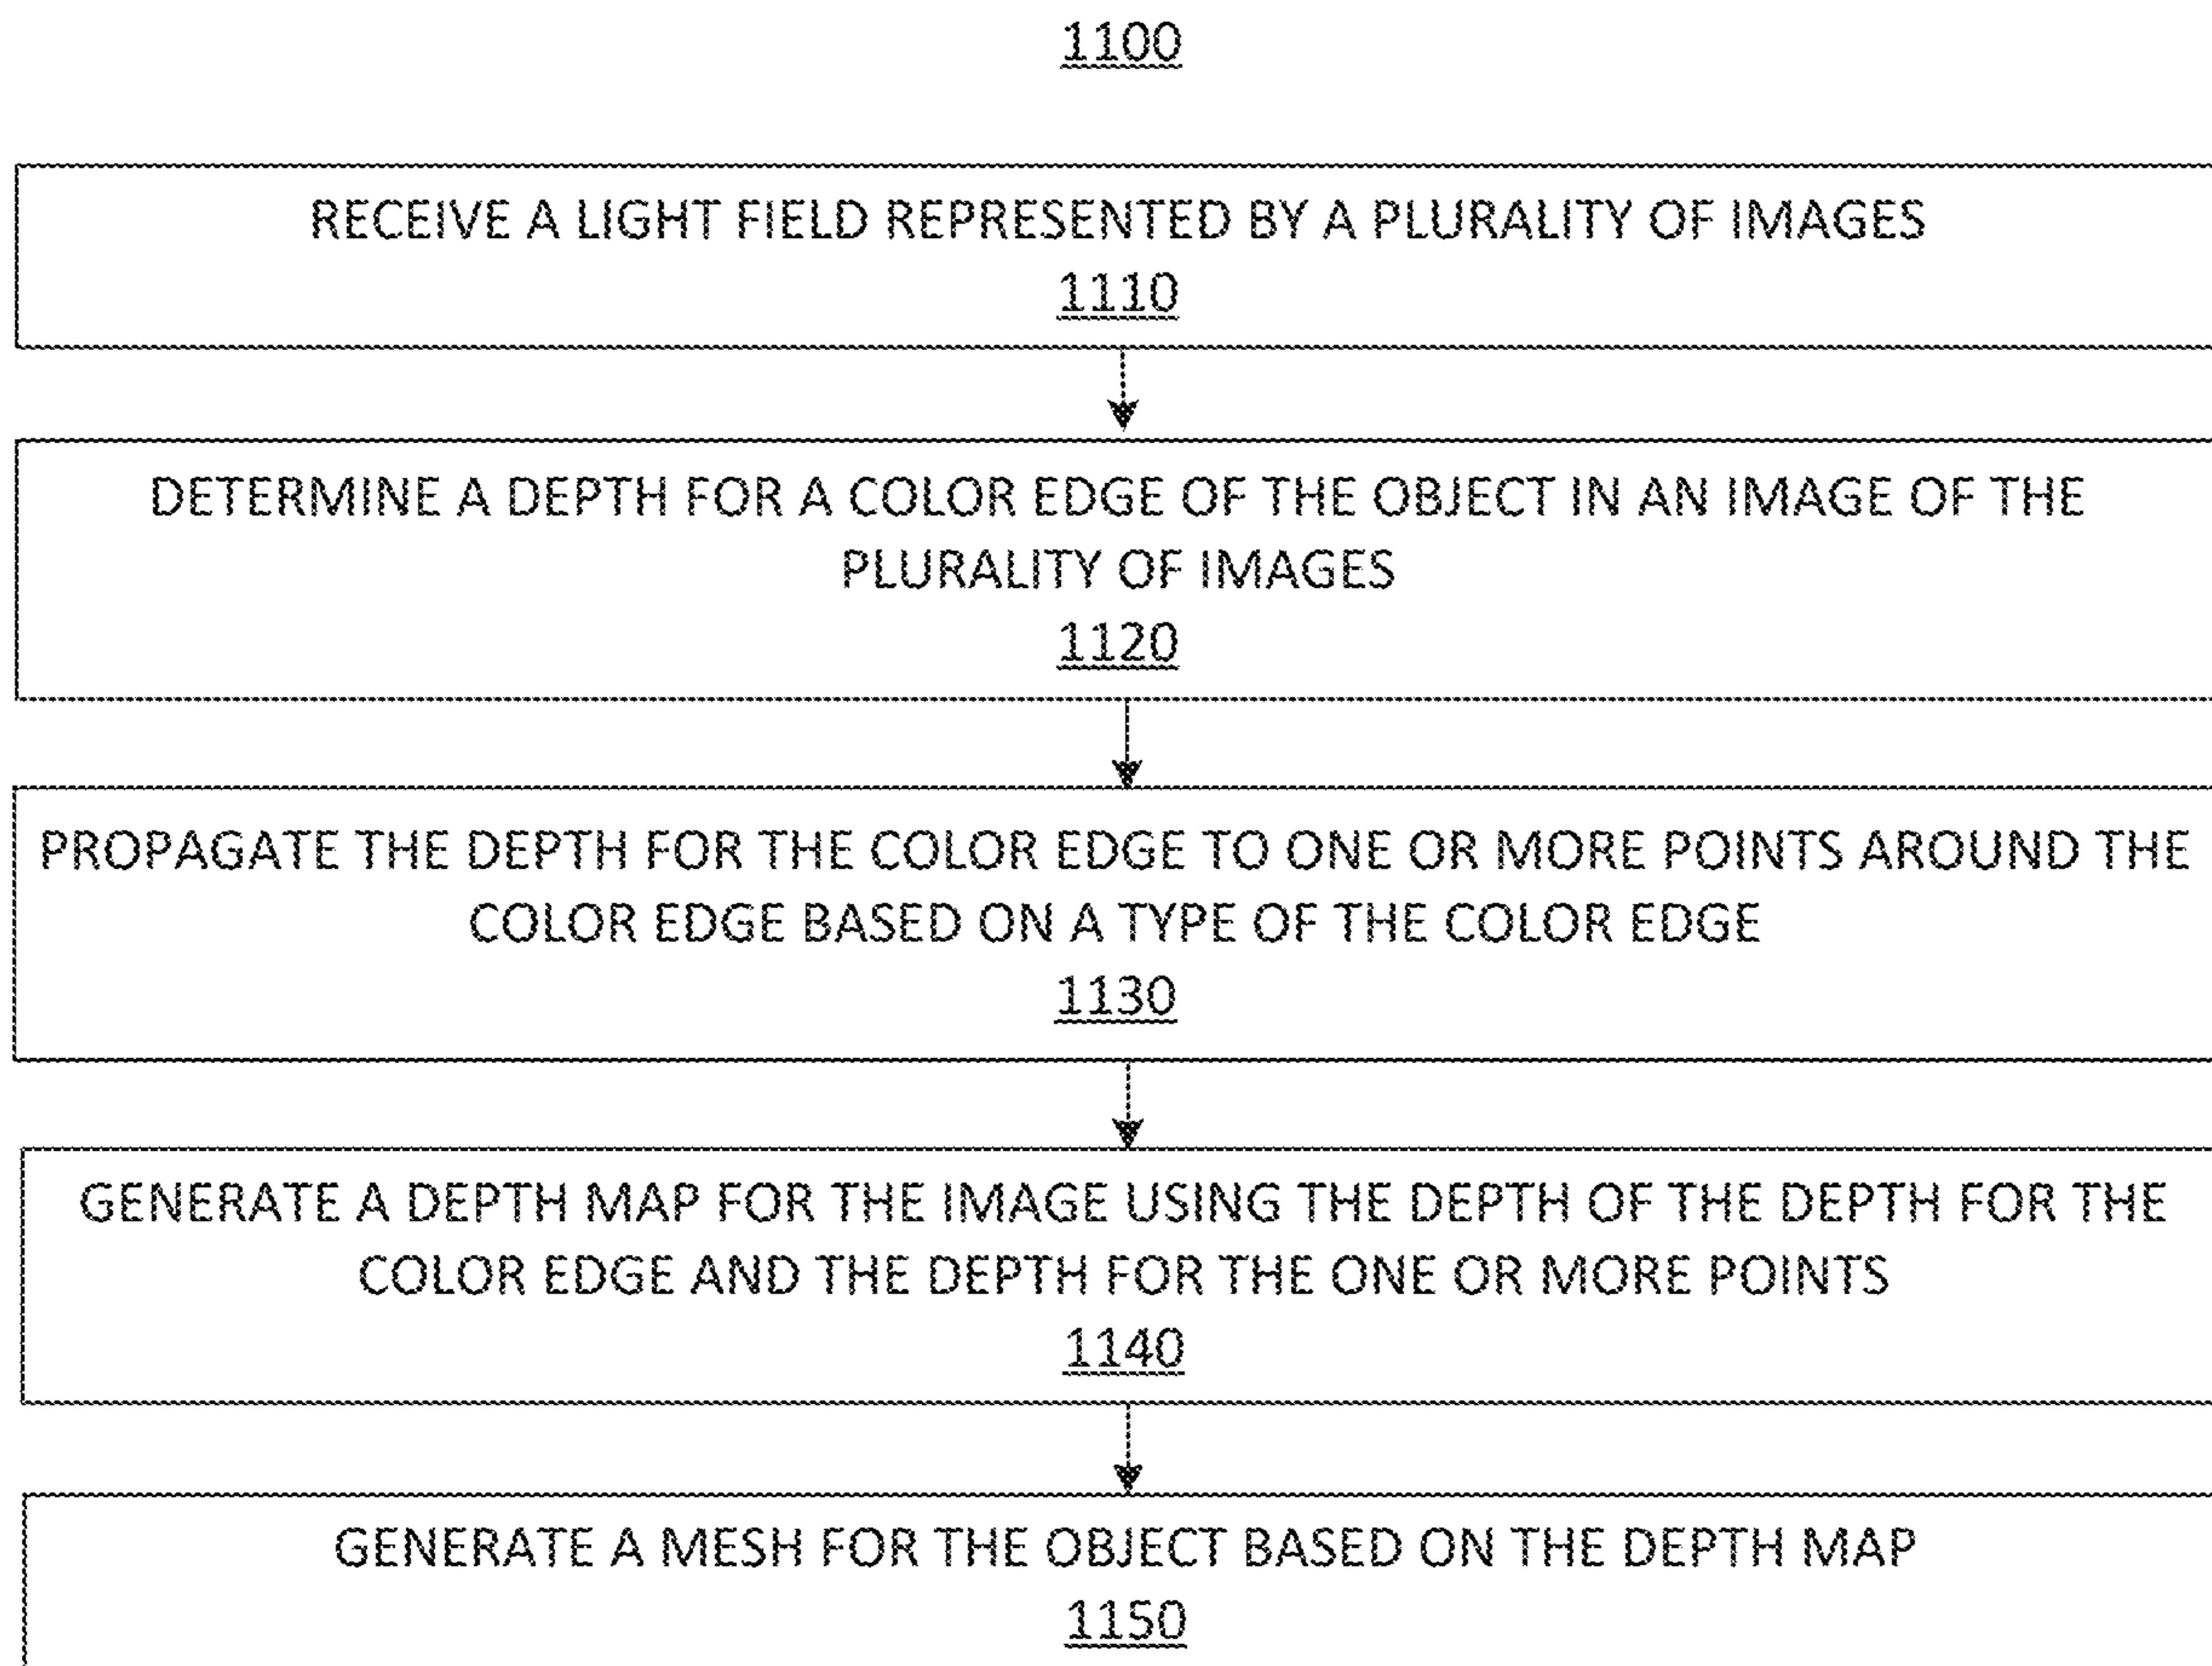 1100
RECEIVE A LIGHT FIELD REPRESENTED BY A PLURALITY OF IMAGES
1110
DETERMINE A DEPTH FOR A COLOR EDGE OF THE OBJECT IN AN IMAGE OF THE
PLURALITY OF IMAGES
1120
PROPAGATE THE DEPTH FOR THE COLOR EDGE TO ONE OR MORE POINTS AROUND THE
COLOR EDGE BASED ON A TYPE OF THE COLOR EDGE
1130
GENERATE A DEPTH MAP FOR THE IMAGE USING THE DEPTH OF THE DEPTH FOR THE
COLOR EDGE AND THE DEPTH FOR THE ONE OR MORE POINTS
1140
GENERATE A MESH FOR THE OBJECT BASED ON THE DEPTH MAP
1150